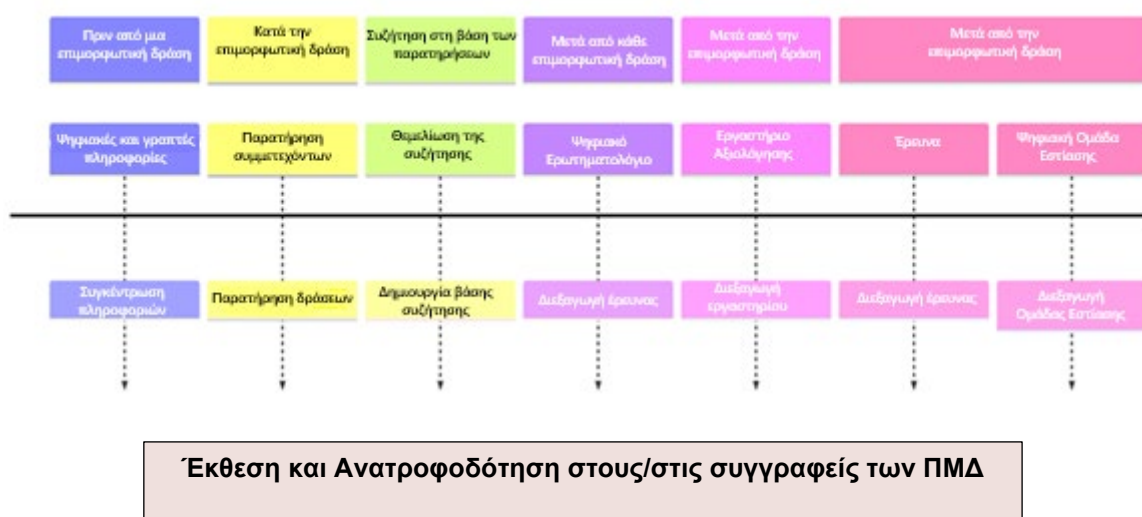 Πριν από μια
επιμορφωτική δράση
Κατά την
επιμορφωτική δράση
Συζήτηση στη βάση των
παρατηρήσεων
Μετά από κάθε
επιμορφωτική δράση
Μετά από την
επιμορφωτική δράση
Μετά από την
επιμορφωτική δράση
Ψηφιακές και γραπτές
πληροφορίες
Παρατήρηση
συμμετεχόντων
Θεμελίωση της
συζήτησης
Ψηφιακό
Ερωτηματολόγιο
Εργαστήριο
Αξιολόγησης
Έρευνα
Ψηφιακή Ομάδα
Εστίασης
Συγκέντρωση
πληροφοριών
Παρατήρηση δράσεων
Δημιουργία βάσης
συζήτησης
Διεξαγωγή έρευνας
Διεξαγωγή
εργαστηρίου
Διεξαγωγή έρευνας
Διεξαγωγή
Ομάδας Εστίασης
Έκθεση και Ανατροφοδότηση στους/στις συγγραφείς των ΠΜΔ